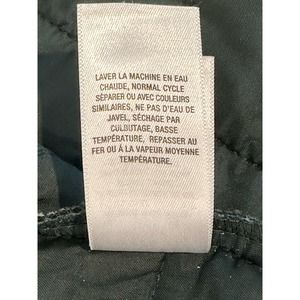 LAVER LA MACHINE EN EAU
CHAUDE, NORMAL CYCLE
SÉPARER OU AVEC COULEURS
SIMILAIRES, NE PAS D'EAU DE
JAVEL, SÉCHAGE PAR
CULBUTAGE, BASSE
TEMPÉRATURE, REPASSER AU
FER OU À LA VAPEUR MOYENNE
TEMPÉRATURE.